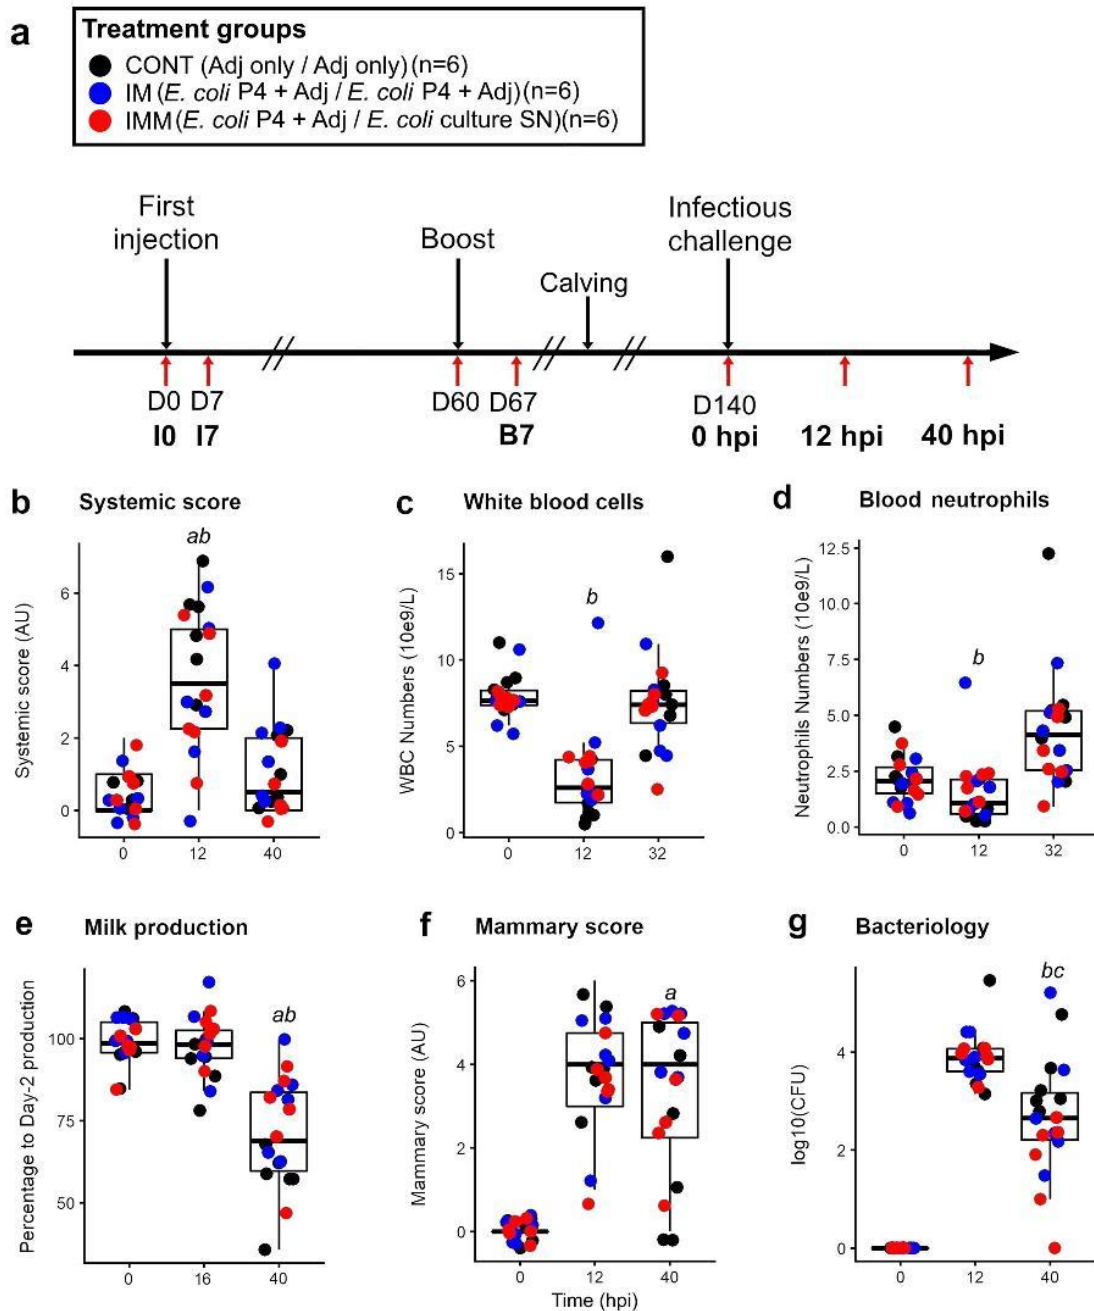 a
Treatment groups
CONT (Adj only / Adj only)(n=6)
IM (E. coli P4 + Adj / E. coli P4 + Adj)(n=6)
IMM (E. coli P4 + Adj / E. coli culture SN)(n=6)
First injection
Boost
Calving
Infectious challenge
D0 D7 D60 D67 D140
I0 I7 B7 0 hpi 12 hpi 40 hpi
b Systemic score
Systemic score (AU)
ab
6
4
2
0
0 12 40
c White blood cells
WBC Numbers (10e9/L)
b
15
10
5
0
0 12 32
d Blood neutrophils
Neutrophils Numbers (10e9/L)
b
12.5
10.0
7.5
5.0
2.5
0.0
0 12 32
e Milk production
Percentage to Day-2 production
ab
100
75
50
0 16 40
f Mammary score
Mammary score (AU)
a
6
4
2
0
0 12 40
Time (hpi)
g Bacteriology
log10(CFU)
bc
4
2
0
0 12 40